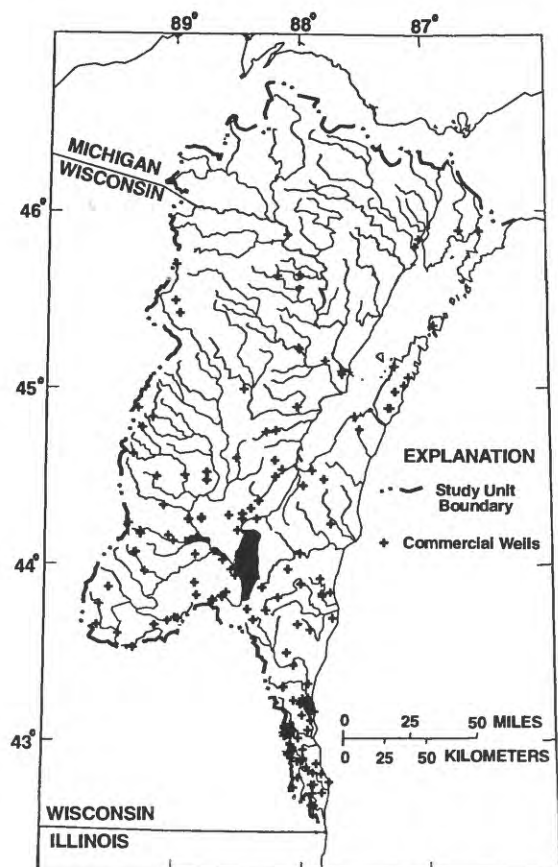 89° 88° 87°
MICHIGAN
WISCONSIN
46°
45°
EXPLANATION
Study Unit
Boundary
Commercial Wells
44°
0 25 50 MILES
43°
0 25 50 KILOMETERS
WISCONSIN
ILLINOIS